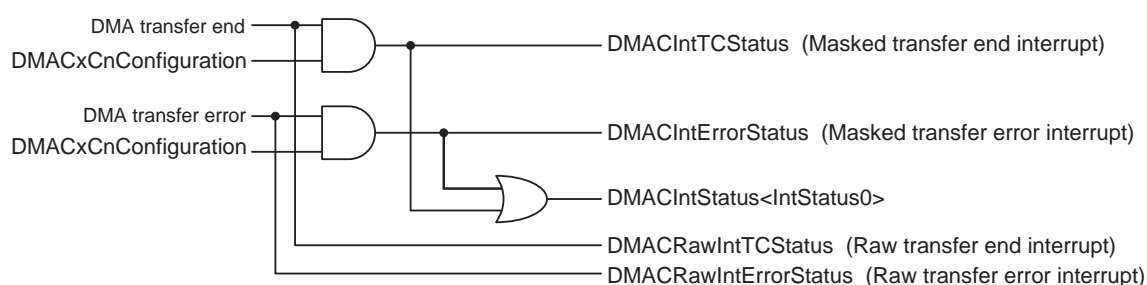 DMA transfer end
DMACxCnConfiguration
DMACIntTCStatus (Masked transfer end interrupt)
DMA transfer error
DMACxCnConfiguration
DMACIntErrorStatus (Masked transfer error interrupt)
DMACIntStatus<IntStatus0>
DMACRawIntTCStatus (Raw transfer end interrupt)
DMACRawIntErrorStatus (Raw transfer error interrupt)